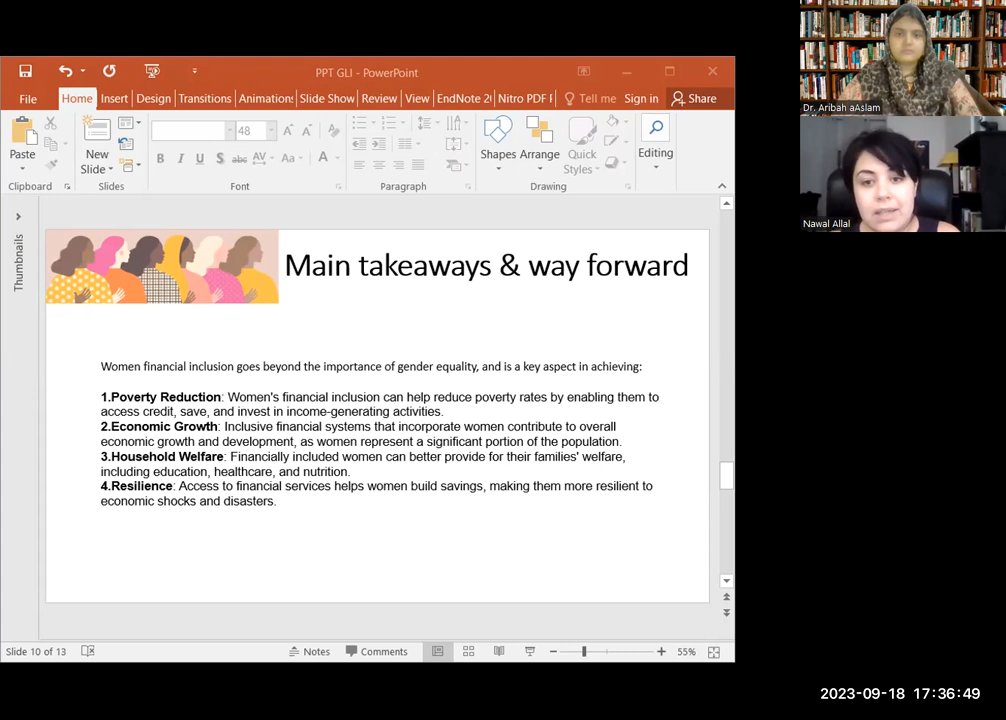 PPT GLI - PowerPoint
File Home Insert Design Transitions Animation: Slide Show Review View EndNote 2( Nitro PDF Tell me Sign in Share
48
Paste
New
Slide
Shapes Arrange Quick
Styles
Editing
Clipboard Slides Font Paragraph Drawing
Thumbnails
Main takeaways & way forward
Women financial inclusion goes beyond the importance of gender equality, and is a key aspect in achieving:
1.Poverty Reduction: Women's financial inclusion can help reduce poverty rates by enabling them to
access credit, save, and invest in income-generating activities.
2.Economic Growth: Inclusive financial systems that incorporate women contribute to overall
economic growth and development, as women represent a significant portion of the population.
3.Household Welfare: Financially included women can better provide for their families' welfare,
including education, healthcare, and nutrition.
4.Resilience: Access to financial services helps women build savings, making them more resilient to
economic shocks and disasters.
Slide 10 of 13
Notes Comments
55%
Dr. Aribah aAslam
Nawal Allal
2023-09-18 17:36:49